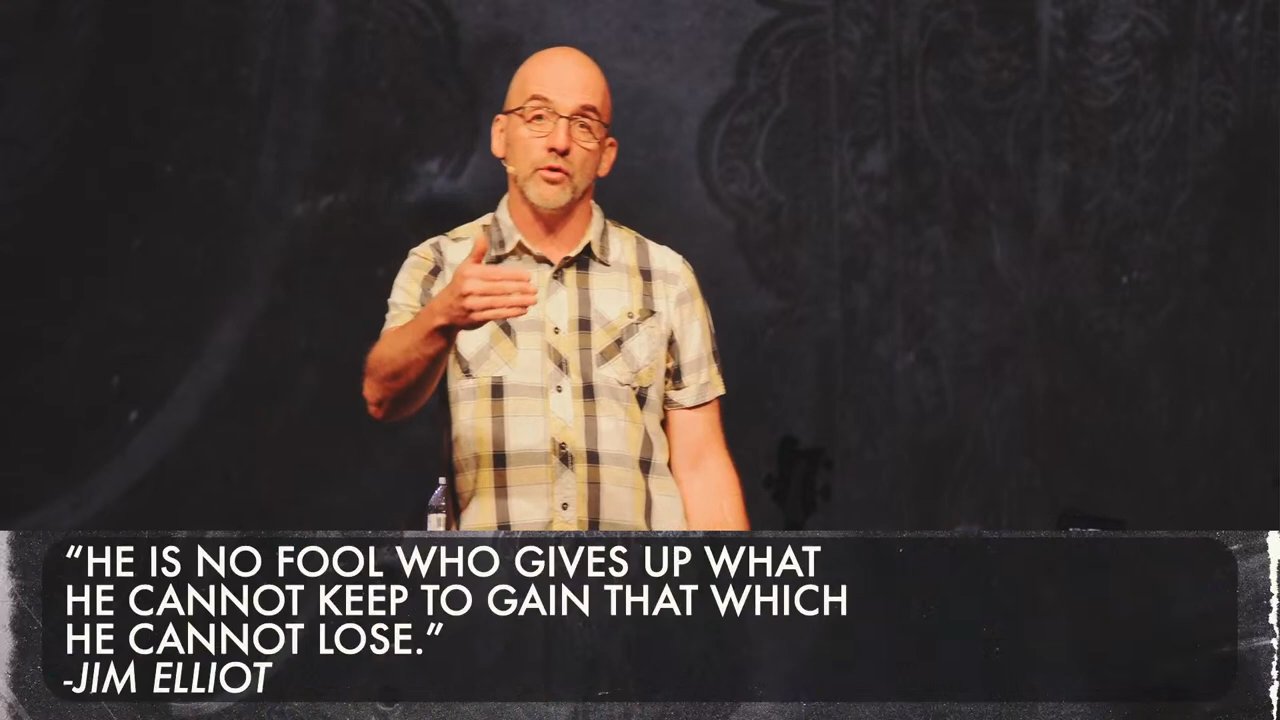 “HE IS NO FOOL WHO GIVES UP WHAT
HE CANNOT KEEP TO GAIN THAT WHICH
HE CANNOT LOSE.”
-JIM ELLIOT